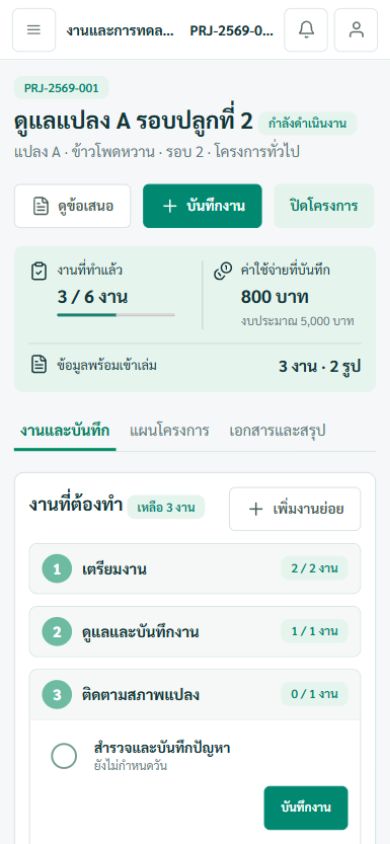 งานและการทดล... PRJ-2569-0...
PRJ-2569-001
ดูแลแปลง A รอบปลูกที่ 2 กำลังดำเนินงาน
แปลง A · ข้าวโพดหวาน · รอบ 2 · โครงการทั่วไป
ดูข้อเสนอ + บันทึกงาน ปิดโครงการ
งานที่ทำแล้ว ค่าใช้จ่ายที่บันทึก
3 / 6 งาน 800 บาท
งบประมาณ 5,000 บาท
ข้อมูลพร้อมเข้าเล่ม 3 งาน · 2 รูป
งานและบันทึก แผนโครงการ เอกสารและสรุป
งานที่ต้องทำ เหลือ 3 งาน + เพิ่มงานย่อย
1 เตรียมงาน 2 / 2 งาน
2 ดูแลและบันทึกงาน 1 / 1 งาน
3 ติดตามสภาพแปลง 0 / 1 งาน
สำรวจและบันทึกปัญหา
ยังไม่กำหนดวัน
บันทึกงาน